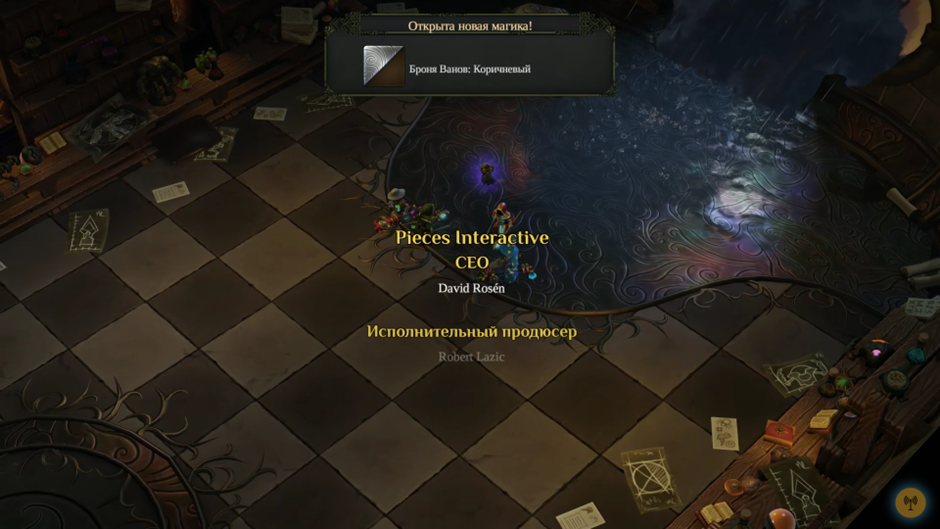 Открыта новая магика!
Броня Ванов: Коричневый
Pieces Interactive
CEO
David Rosén
Исполнительный продюсер
Robert Lazic